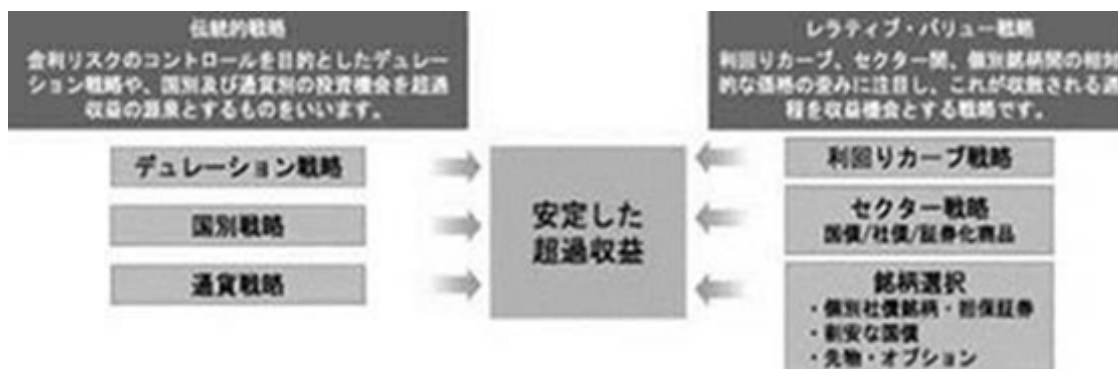 伝統的戦略
金利リスクのコントロールを目的としたデュレー
ション戦略や、国別及び通貨別の投資機会を超過
収益の源泉とするものをいいます。
デュレーション戦略
国別戦略
通貨戦略
安定した
超過収益
レラティブ・バリュー戦略
利回りカーブ、セクター間、個別銘柄間の相対
的な価格の歪みに注目し、これが収斂される過
程を収益機会とする戦略です。
利回りカーブ戦略
セクター戦略
国債/社債/証券化商品
銘柄選択
・個別社債銘柄・担保証券
・割安な国債
・先物・オプション